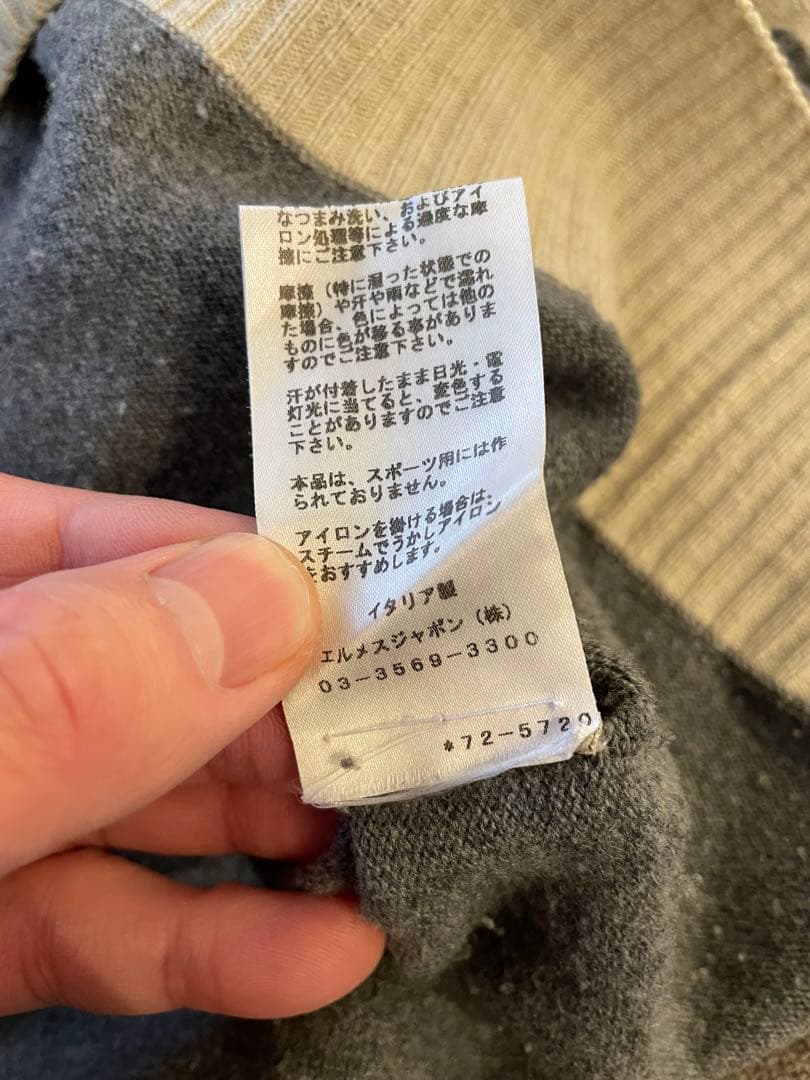 なつまみ洗い、およびアイ
ロン処理等による過度な摩
擦にご注意下さい。
摩擦（特に湿った状態での
摩擦）や汗や雨などで濡れ
た場合、色によっては他の
ものに色が移る事がありま
すのでご注意下さい。
汗が付着したまま日光・電
灯光に当てると、変色する
ことがありますのでご注意
下さい。
本品は、スポーツ用には作
られておりません。
アイロンを掛ける場合は、
スチームでうかしアイロン
をおすすめします。
イタリア製
エルメスジャポン（株）
03-3569-3300
*72-5720